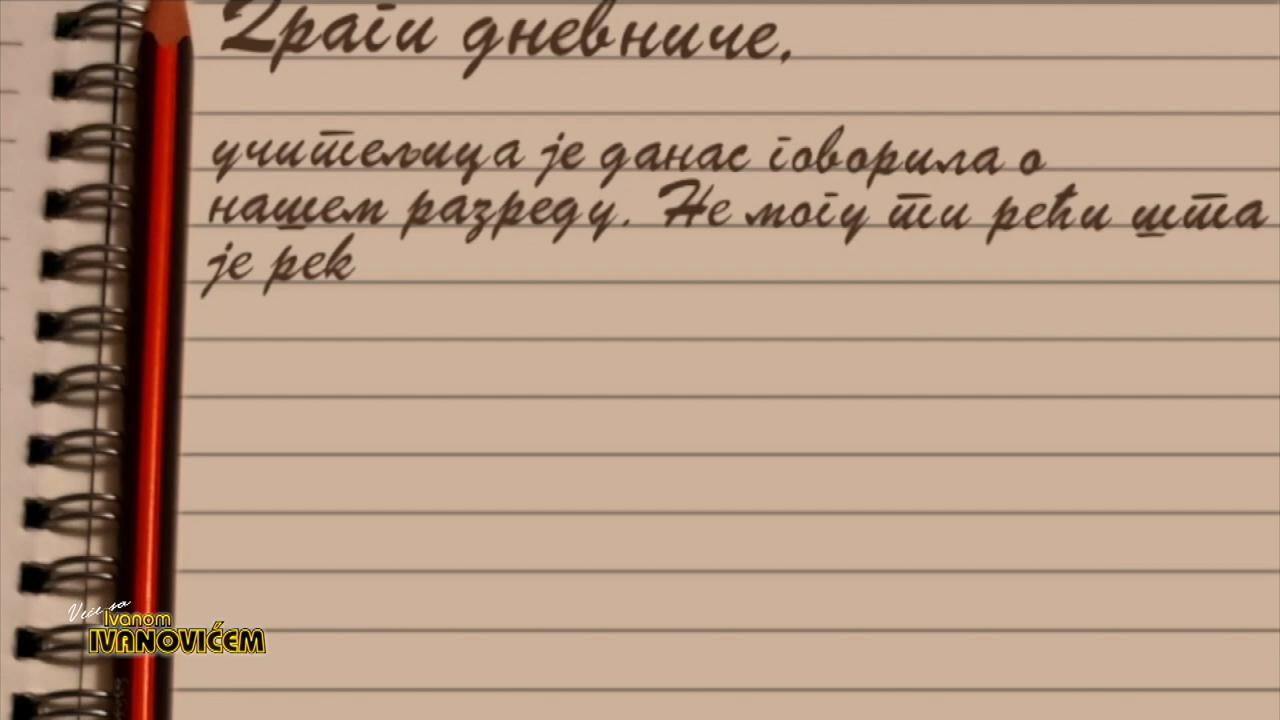 Драги дневниче,
учитељица је данас говорила о
нашем разреду. Не могу ти рећи шта
је рек
Veče sa
Ivanom
IVANOVIĆEM